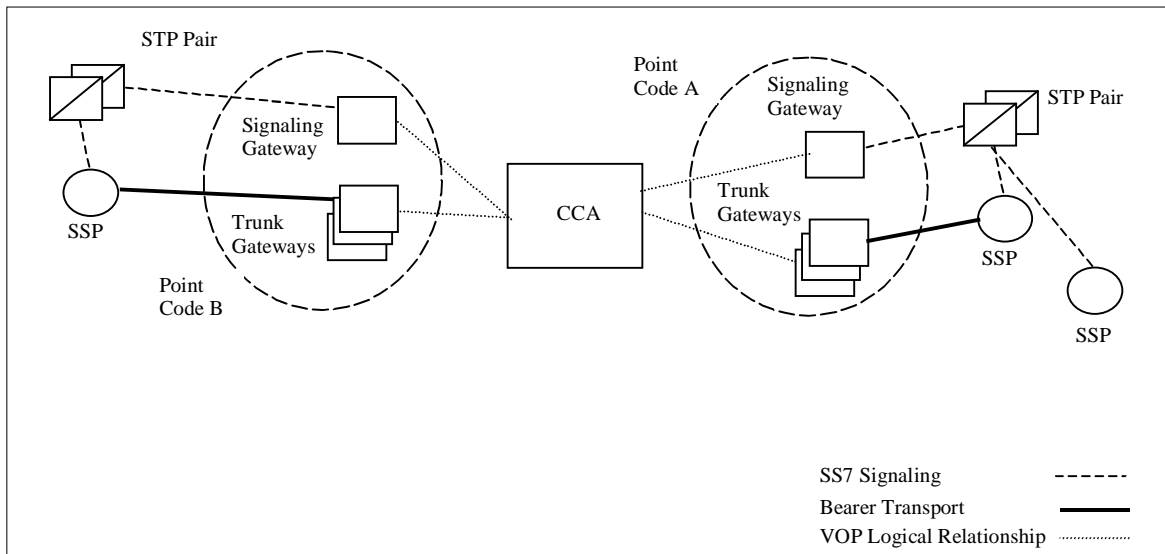 STP Pair
Signaling
Gateway
SSP
Trunk
Gateways
Point
Code B
CCA
Point
Code A
Signaling
Gateway
STP Pair
Trunk
Gateways
SSP
SSP
SS7 Signaling
Bearer Transport
VOP Logical Relationship